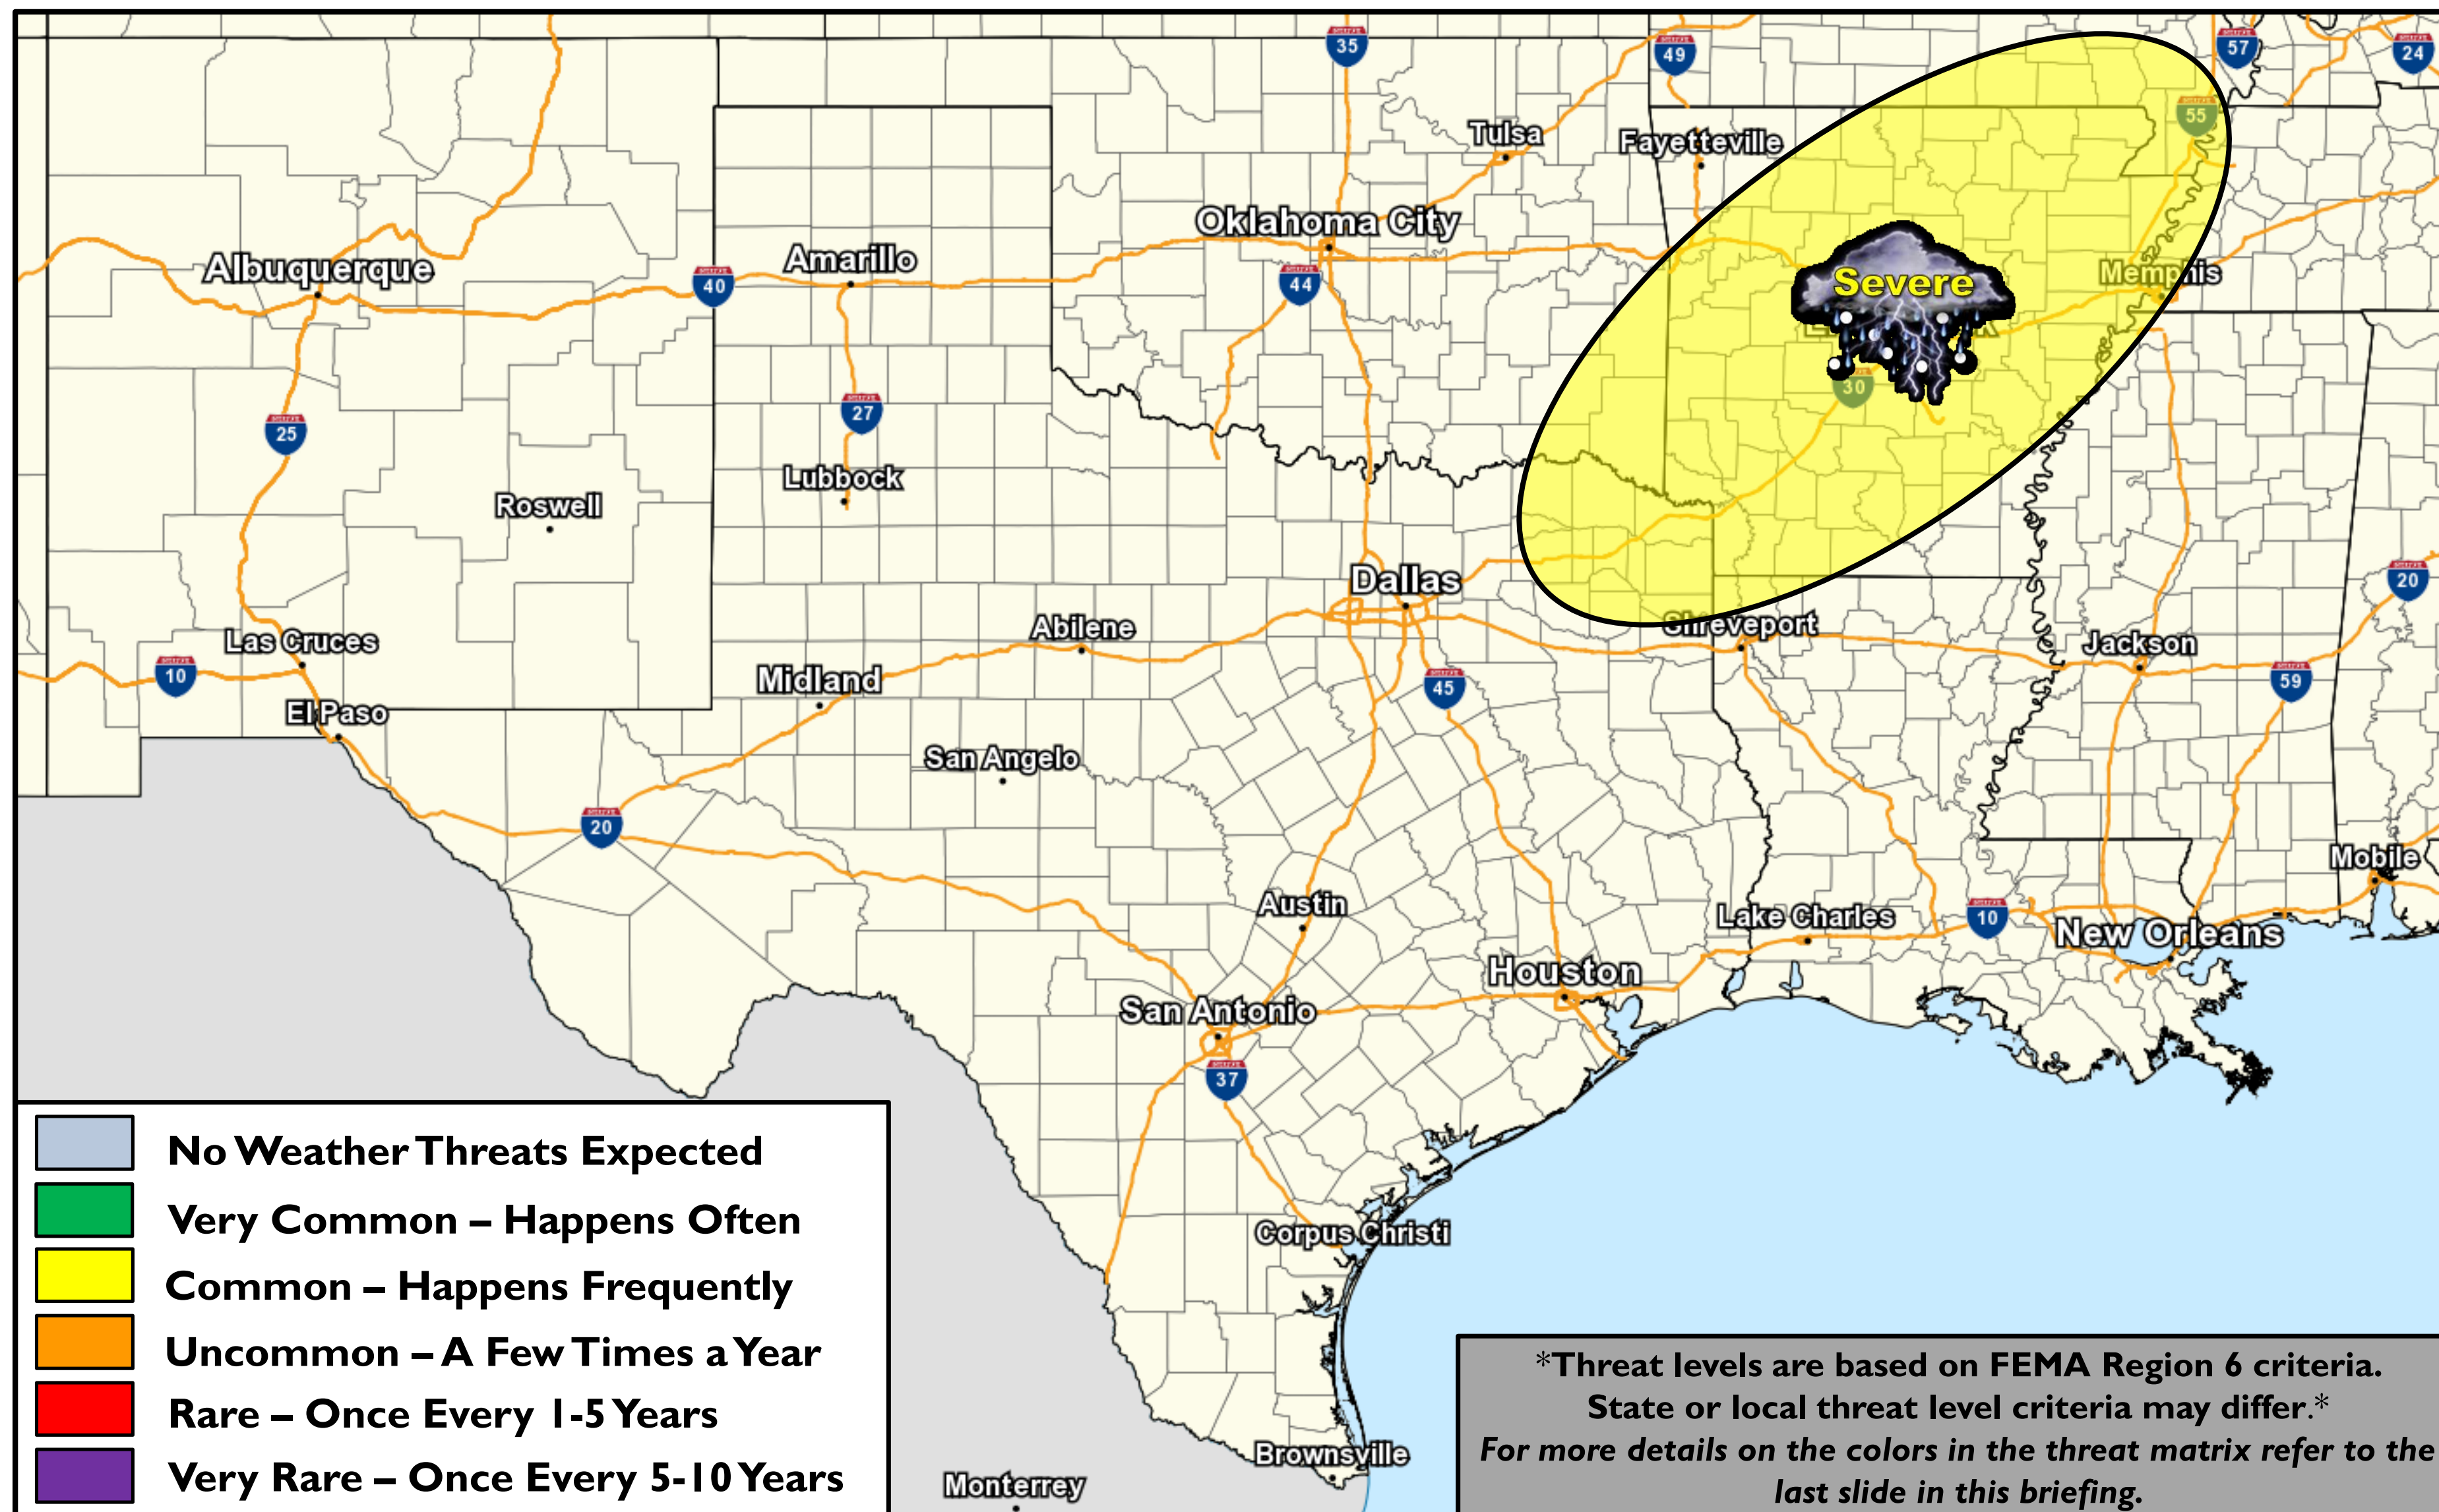 35
49
57
24
55
Tulsa
Fayetteville
Oklahoma City
Albuquerque
Amarillo
40
44
Severe
Memphis
30
25
27
Lubbock
Roswell
Dallas
20
Las Cruces
Abilene
Shreveport
Jackson
10
Midland
45
59
El Paso
San Angelo
20
Mobile
Austin
Lake Charles
10
New Orleans
Houston
San Antonio
37
Corpus Christi
Brownsville
Monterrey
No Weather Threats Expected
Very Common – Happens Often
Common – Happens Frequently
Uncommon – A Few Times a Year
Rare – Once Every 1-5 Years
Very Rare – Once Every 5-10 Years
*Threat levels are based on FEMA Region 6 criteria.
State or local threat level criteria may differ.*
For more details on the colors in the threat matrix refer to the
last slide in this briefing.